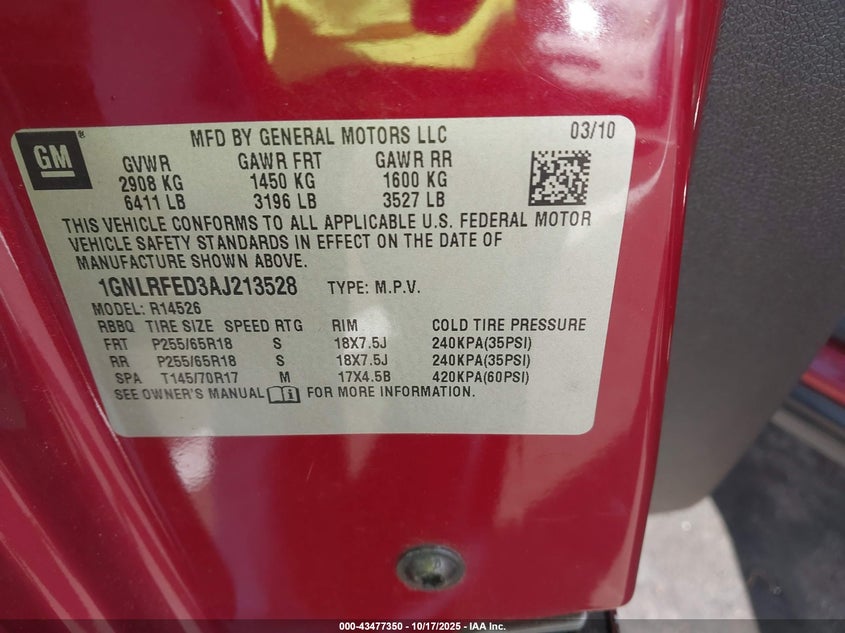 GM® MFD BY GENERAL MOTORS LLC 03/10
GVWR GAWR FRT GAWR RR
2908 KG 1450 KG 1600 KG
6411 LB 3196 LB 3527 LB
THIS VEHICLE CONFORMS TO ALL APPLICABLE U.S. FEDERAL MOTOR
VEHICLE SAFETY STANDARDS IN EFFECT ON THE DATE OF
MANUFACTURE SHOWN ABOVE.
1GNLRFED3AJ213528 TYPE: M.P.V.
MODEL: R14526
RBBQ TIRE SIZE SPEED RTG RIM COLD TIRE PRESSURE
FRT P255/65R18 S 18X7.5J 240KPA(35PSI)
RR P255/65R18 S 18X7.5J 240KPA(35PSI)
SPA T145/70R17 M 17X4.5B 420KPA(60PSI)
SEE OWNER'S MANUAL FOR MORE INFORMATION.
000-43477350 | 10/17/2025 - IAA Inc.